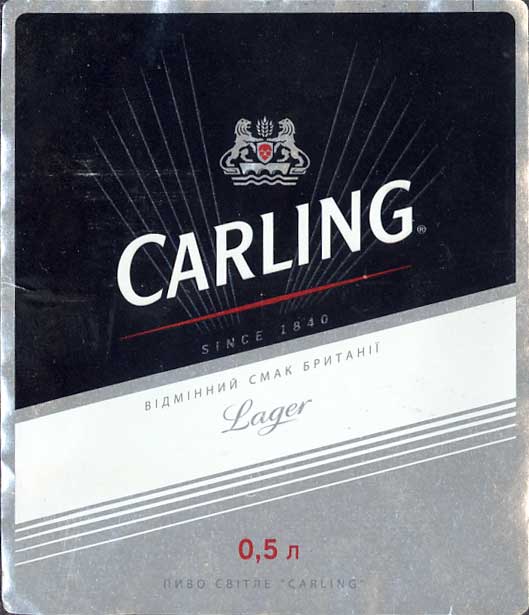 CARLING®
SINCE 1840
ВІДМІННИЙ СМАК БРИТАНІЇ
Lager
0,5 л
ПИВО СВІТЛЕ "CARLING"